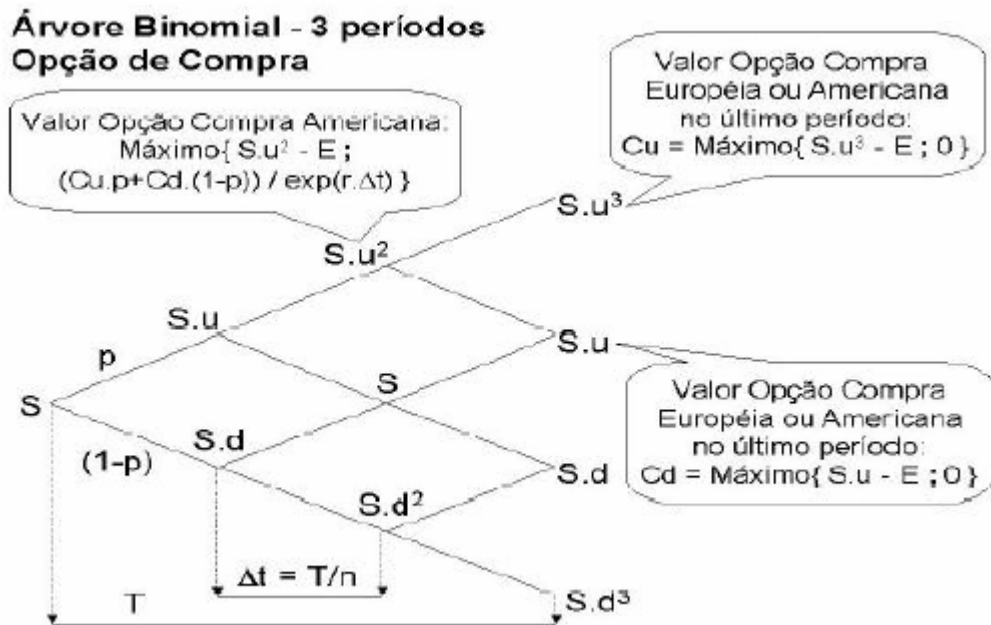 Árvore Binomial - 3 períodos
Opção de Compra
Valor Opção Compra Americana:
Máximo{ S.u² - E ;
(Cu.p+Cd.(1-p)) / exp(r.Δt) }
Valor Opção Compra
Européia ou Americana
no último período:
Cu = Máximo{ S.u³ - E ; 0 }
S.u³
S.u²
S.u
p
S.u
S
S
Valor Opção Compra
Européia ou Americana
no último período:
Cd = Máximo{ S.u - E ; 0 }
(1-p)
S.d
S.d
S.d²
Δt = T/n
T
S.d³